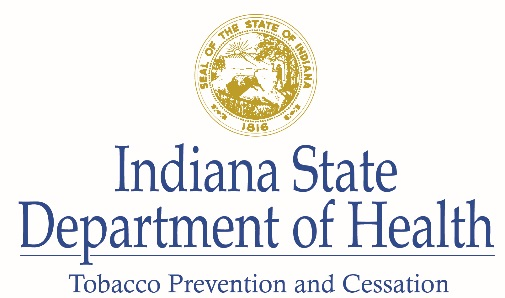 SEAL OF THE STATE OF INDIANA
1816
Indiana State
Department of Health
Tobacco Prevention and Cessation